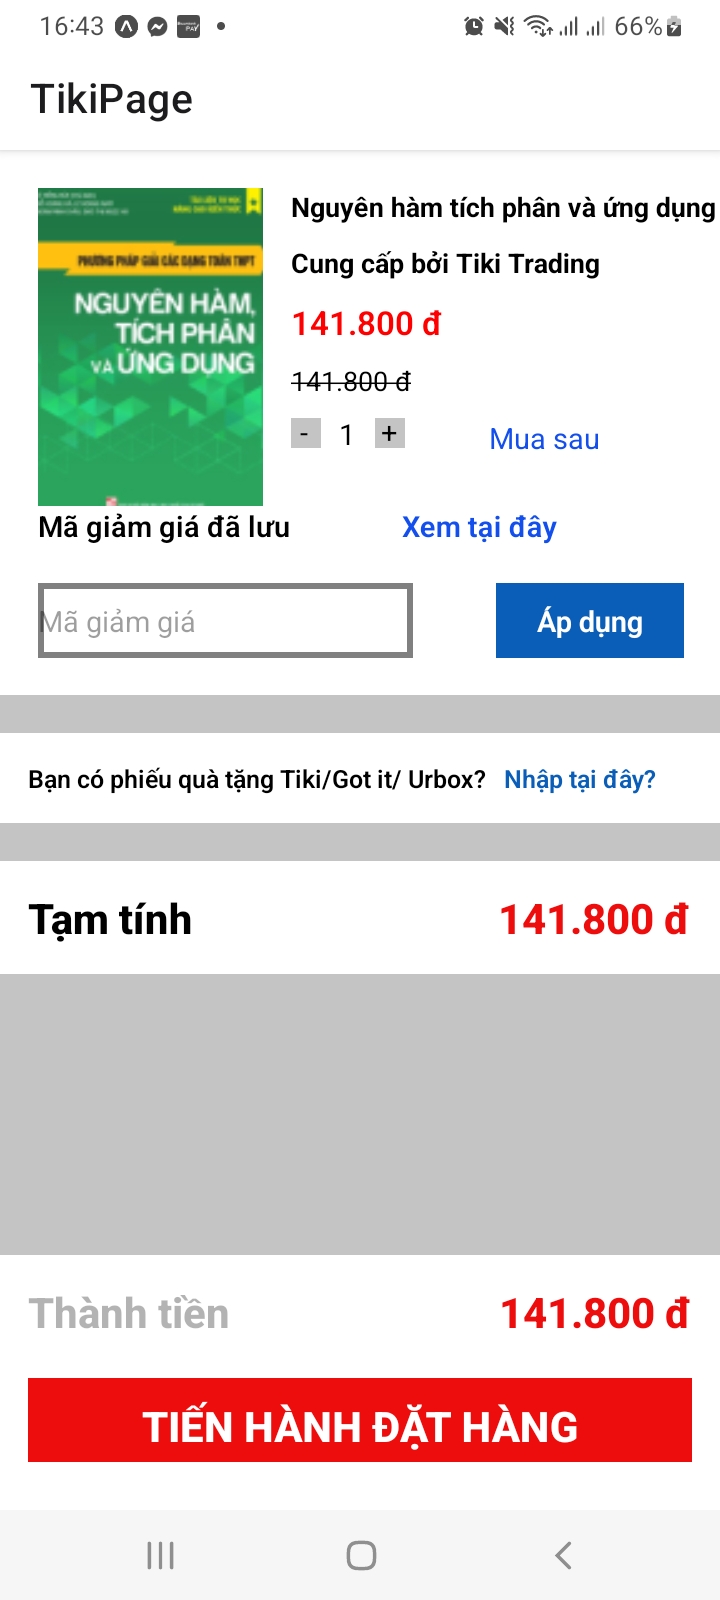 16:43
66%
TikiPage
PHƯƠNG PHÁP GIẢI CÁC DẠNG TOÁN THPT
NGUYÊN HÀM,
TÍCH PHÂN
VÀ ỨNG DỤNG
Nguyên hàm tích phân và ứng dụng
Cung cấp bởi Tiki Trading
141.800 đ
141.800 đ
- 1 + Mua sau
Mã giảm giá đã lưu Xem tại đây
Mã giảm giá Áp dụng
Bạn có phiếu quà tặng Tiki/Got it/ Urbox? Nhập tại đây?
Tạm tính 141.800 đ
Thành tiền 141.800 đ
TIẾN HÀNH ĐẶT HÀNG